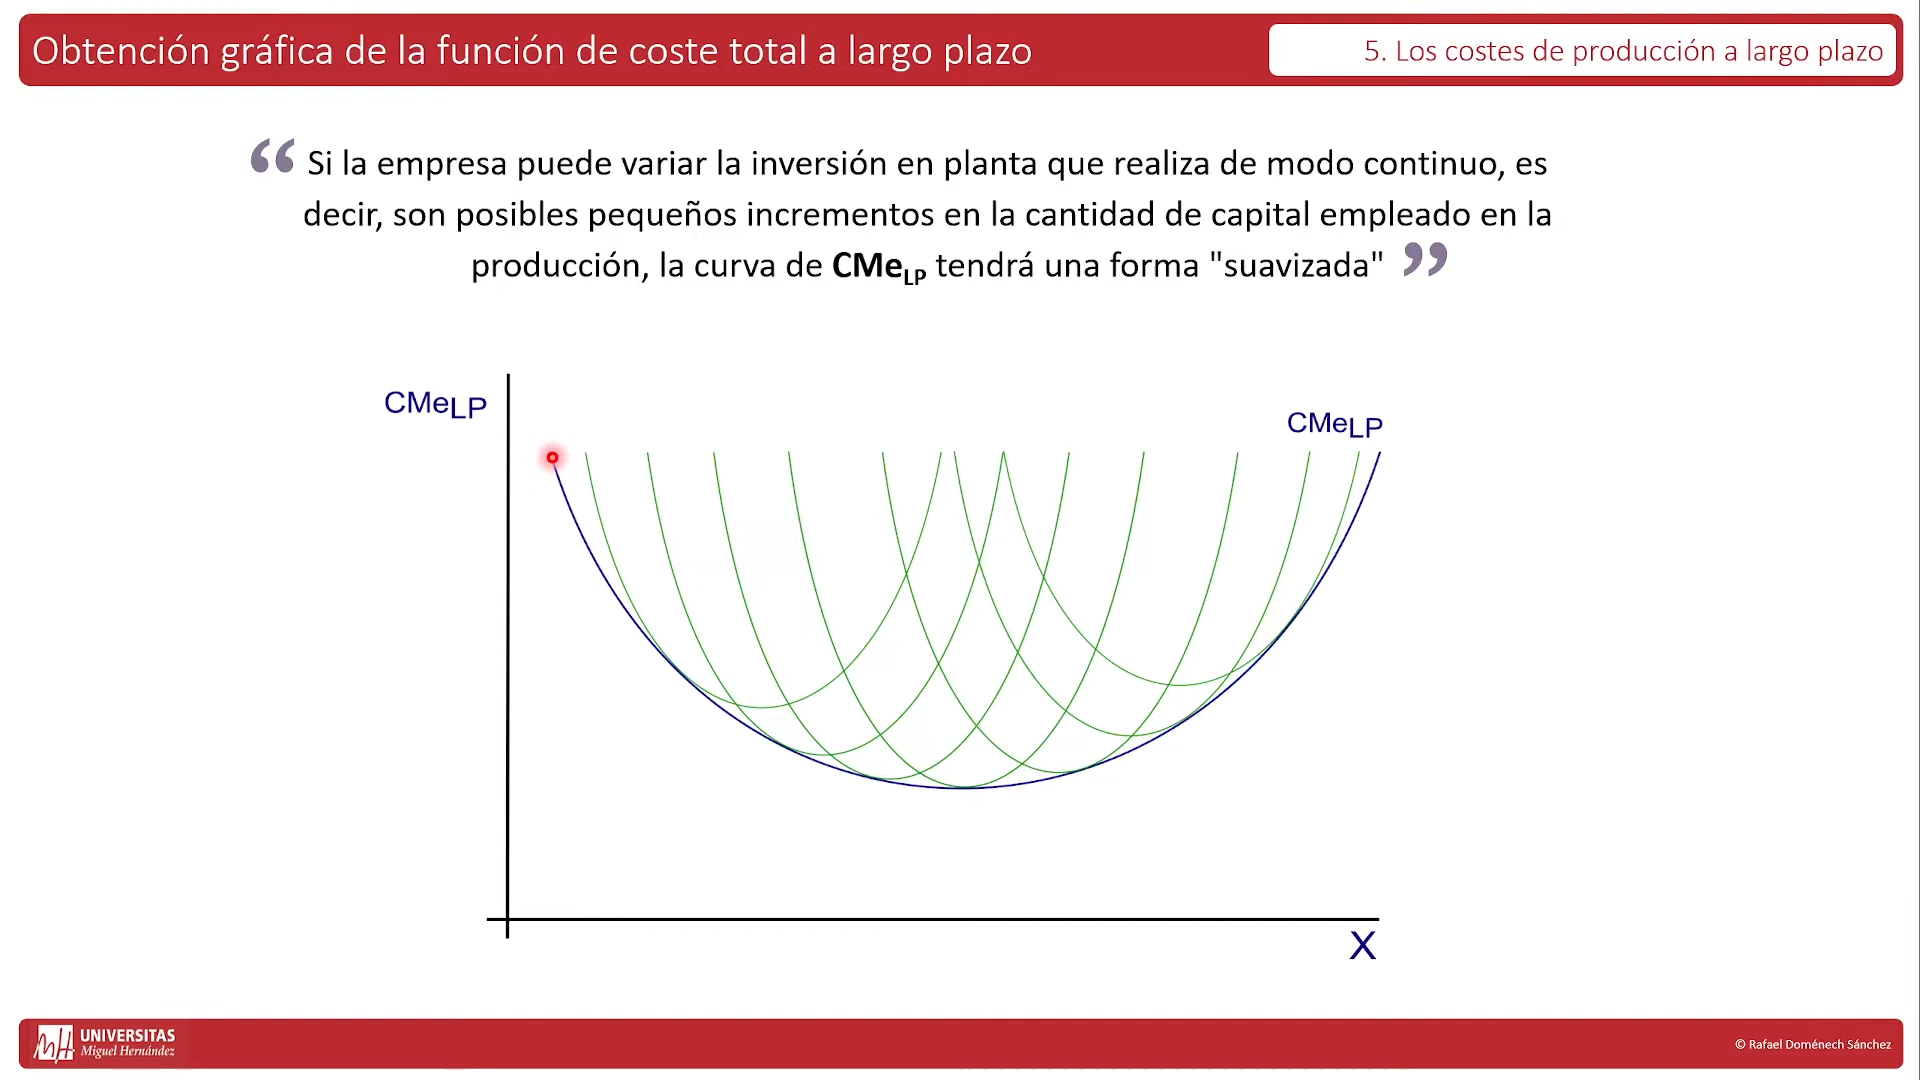 Obtención gráfica de la función de coste total a largo plazo
5. Los costes de producción a largo plazo
“ Si la empresa puede variar la inversión en planta que realiza de modo continuo, es
decir, son posibles pequeños incrementos en la cantidad de capital empleado en la
producción, la curva de CMeLP tendrá una forma "suavizada" ”
CMeLP
CMeLP
X
UNIVERSITAS
Miguel Hernández
© Rafael Doménech Sánchez